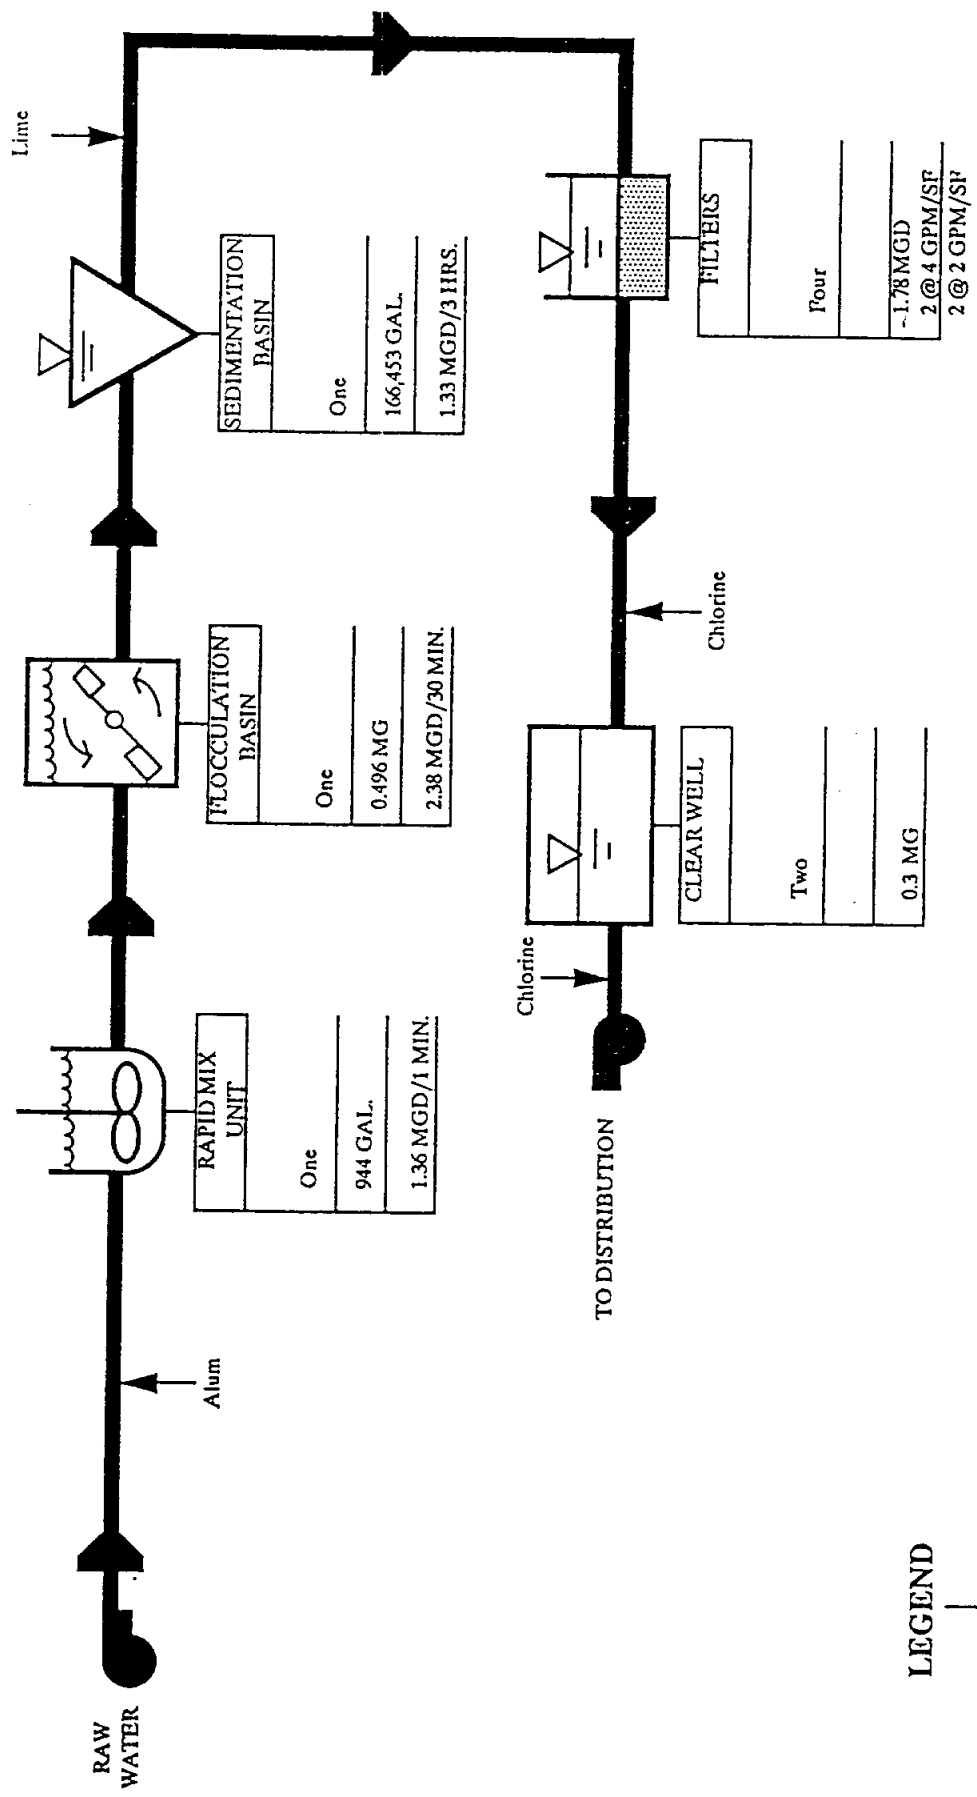 RAW
WATER
Alum
RAPID MIX
UNIT
One
944 GAL.
1.36 MGD/1 MIN.
FLOCCULATION
BASIN
One
0.496 MG
2.38 MGD/30 MIN.
SEDIMENTATION
BASIN
One
166,453 GAL.
1.33 MGD/3 HRS.
Lime
FILTERS
Four
~1.78 MGD
2 @ 4 GPM/SF
2 @ 2 GPM/SF
Chlorine
CLEAR WELL
Two
0.3 MG
Chlorine
TO DISTRIBUTION
LEGEND